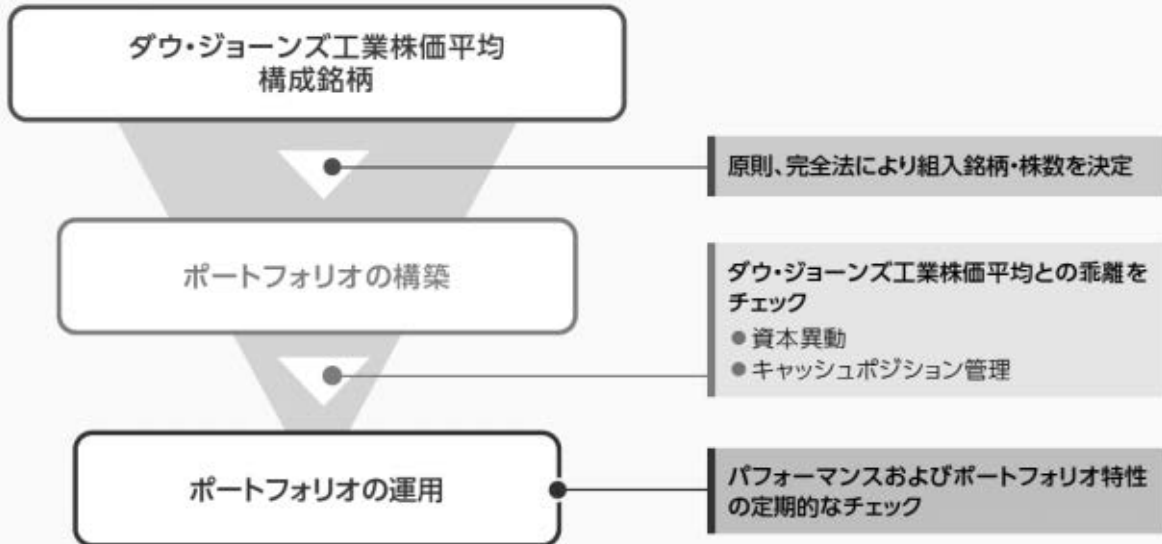 ダウ・ジョーンズ工業株価平均
構成銘柄
原則、完全法により組入銘柄・株数を決定
ポートフォリオの構築
ダウ・ジョーンズ工業株価平均との乖離を
チェック
●資本異動
●キャッシュポジション管理
ポートフォリオの運用
パフォーマンスおよびポートフォリオ特性
の定期的なチェック